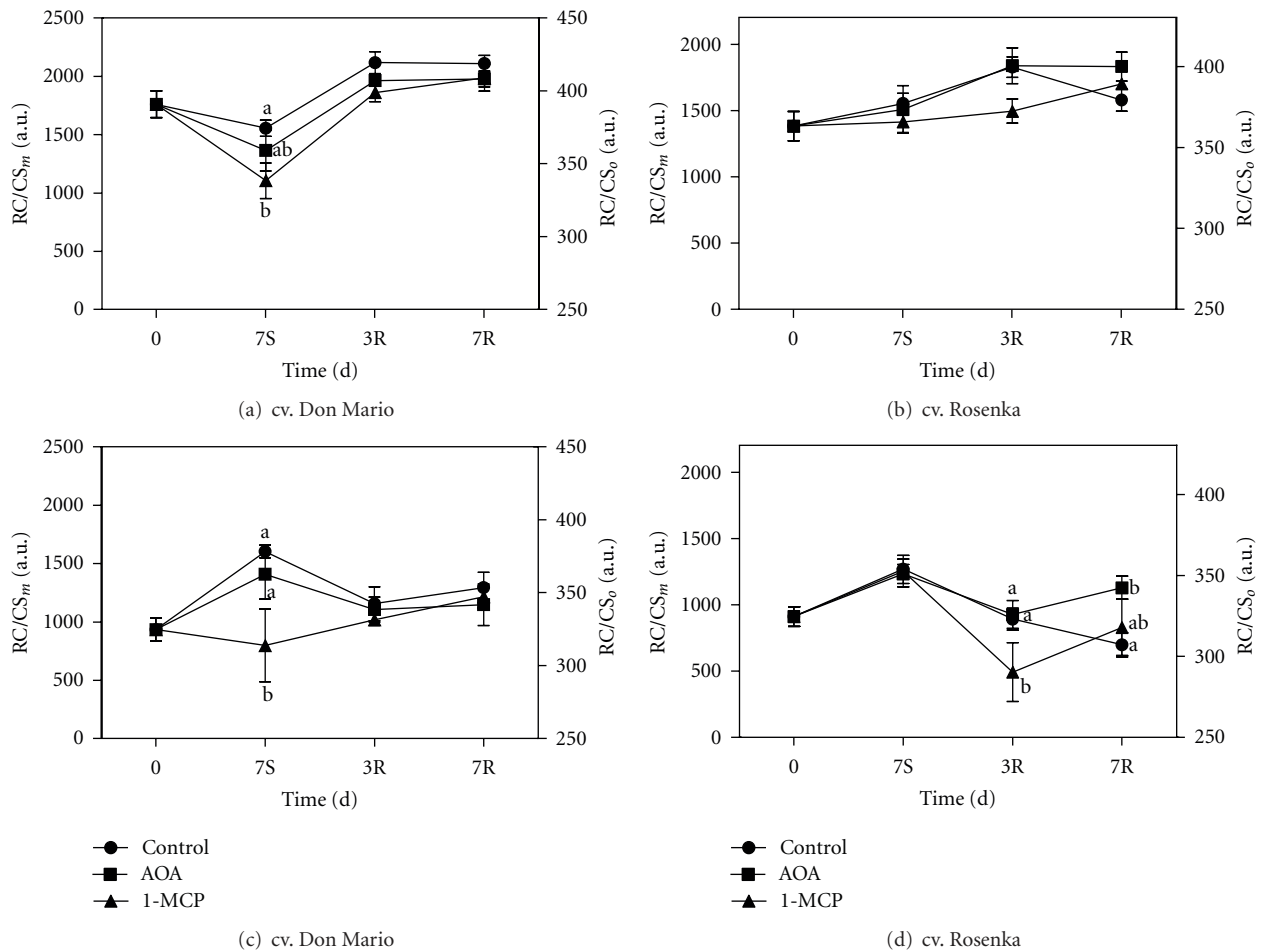 2500
2000
1500
1000
500
0
RC/CSm (a.u.)
450
400
350
300
250
RC/CSo (a.u.)
a
ab
b
0 7S 3R 7R
Time (d)
(a) cv. Don Mario
2000
1500
1000
500
0
RC/CSm (a.u.)
400
350
300
250
RC/CSo (a.u.)
0 7S 3R 7R
Time (d)
(b) cv. Rosenka
2500
2000
1500
1000
500
0
RC/CSm (a.u.)
450
400
350
300
250
RC/CSo (a.u.)
a
a
b
0 7S 3R 7R
Time (d)
Control
AOA
1-MCP
(c) cv. Don Mario
2000
1500
1000
500
0
RC/CSm (a.u.)
400
350
300
250
RC/CSo (a.u.)
a
a
b
b
ab
a
0 7S 3R 7R
Time (d)
Control
AOA
1-MCP
(d) cv. Rosenka